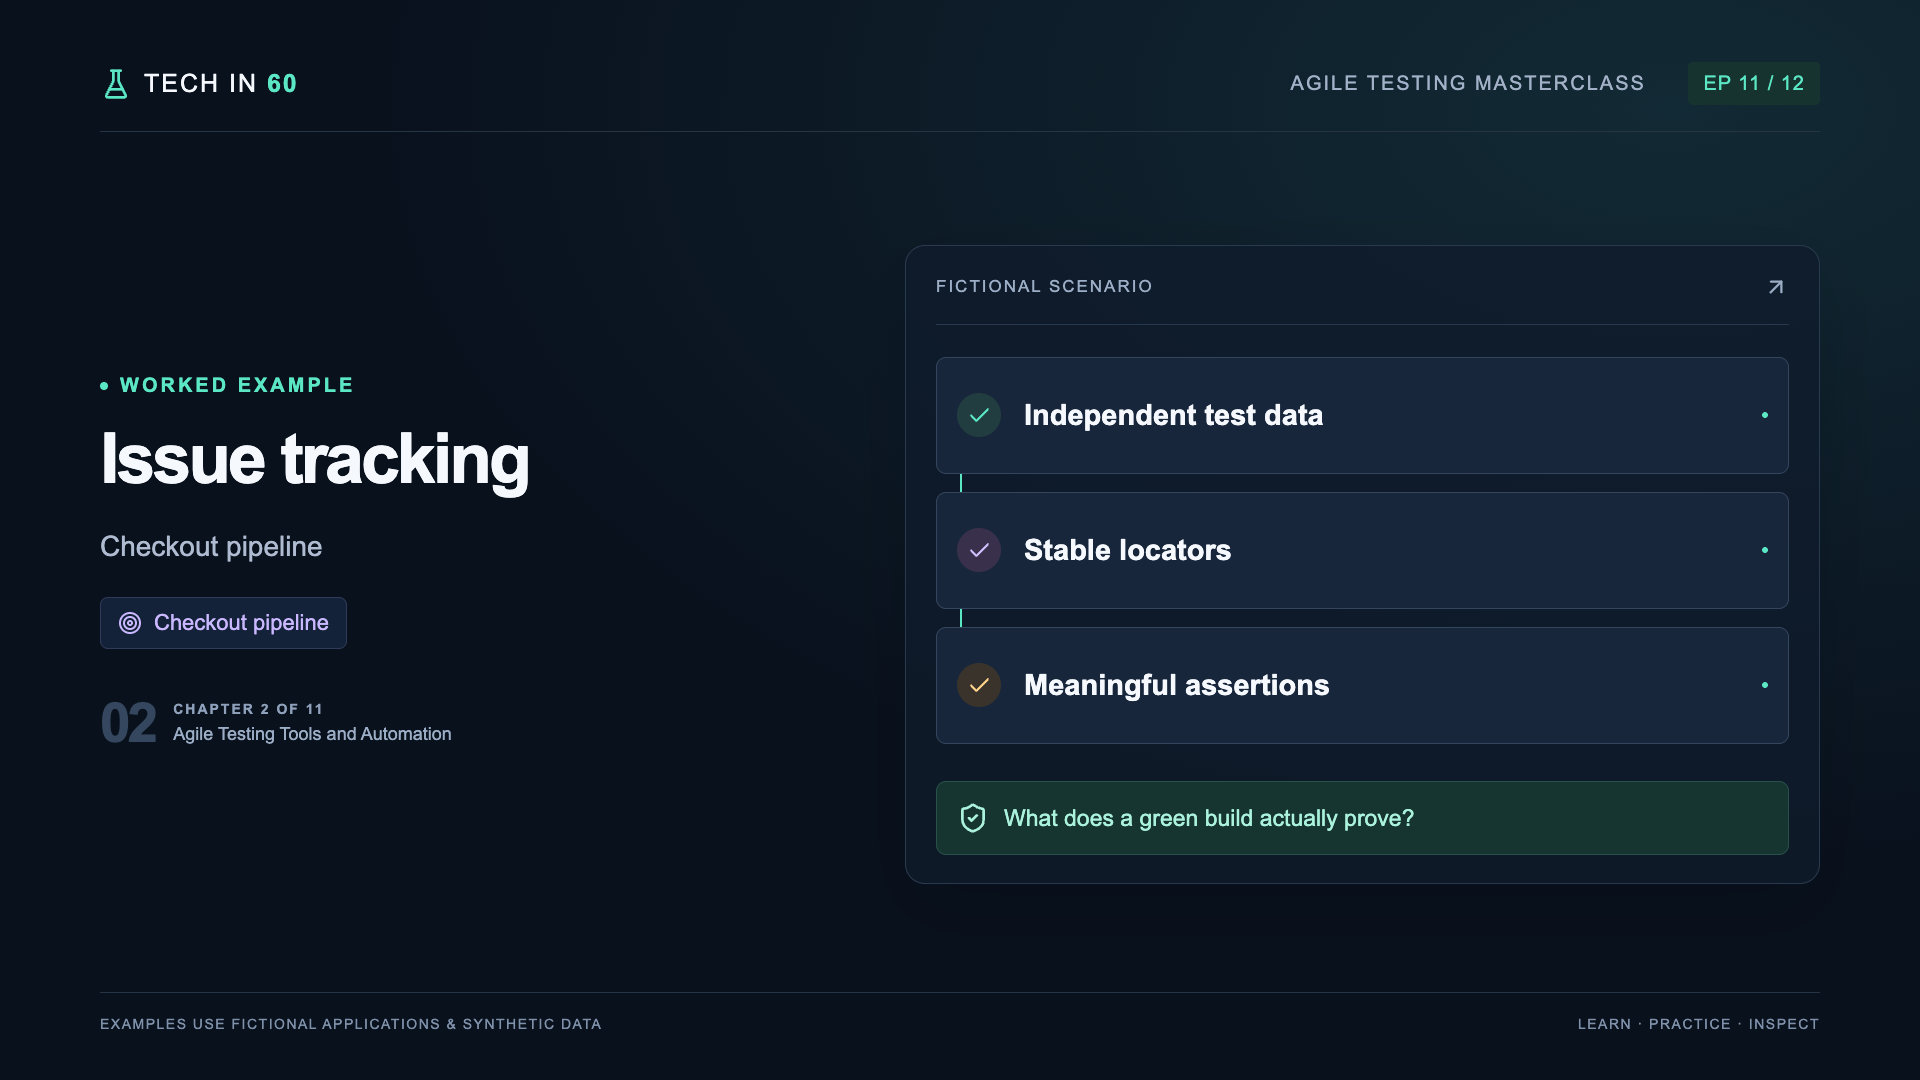 TECH IN 60
AGILE TESTING MASTERCLASS
EP 11 / 12
WORKED EXAMPLE
Issue tracking
Checkout pipeline
Checkout pipeline
02
CHAPTER 2 OF 11
Agile Testing Tools and Automation
FICTIONAL SCENARIO
Independent test data
Stable locators
Meaningful assertions
What does a green build actually prove?
EXAMPLES USE FICTIONAL APPLICATIONS & SYNTHETIC DATA
LEARN · PRACTICE · INSPECT